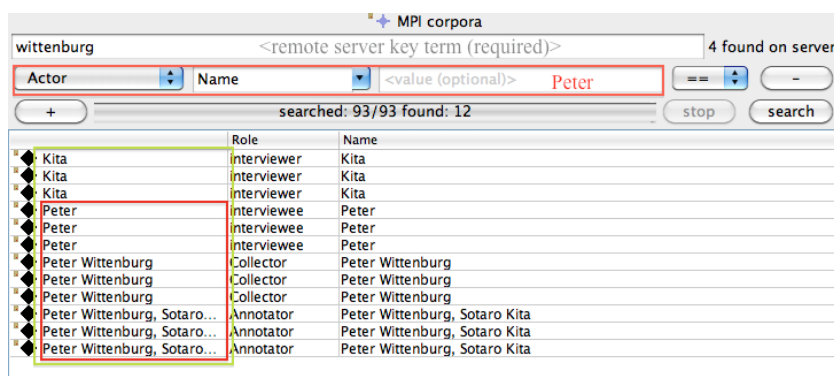 MPI corpora
wittenburg <remote server key term (required)> 4 found on server
Actor Name <value (optional)> Peter == -
+ searched: 93/93 found: 12 stop search
Role Name
Kita interviewer Kita
Kita interviewer Kita
Kita interviewer Kita
Peter interviewee Peter
Peter interviewee Peter
Peter interviewee Peter
Peter Wittenburg Collector Peter Wittenburg
Peter Wittenburg Collector Peter Wittenburg
Peter Wittenburg Collector Peter Wittenburg
Peter Wittenburg, Sotaro... Annotator Peter Wittenburg, Sotaro Kita
Peter Wittenburg, Sotaro... Annotator Peter Wittenburg, Sotaro Kita
Peter Wittenburg, Sotaro... Annotator Peter Wittenburg, Sotaro Kita